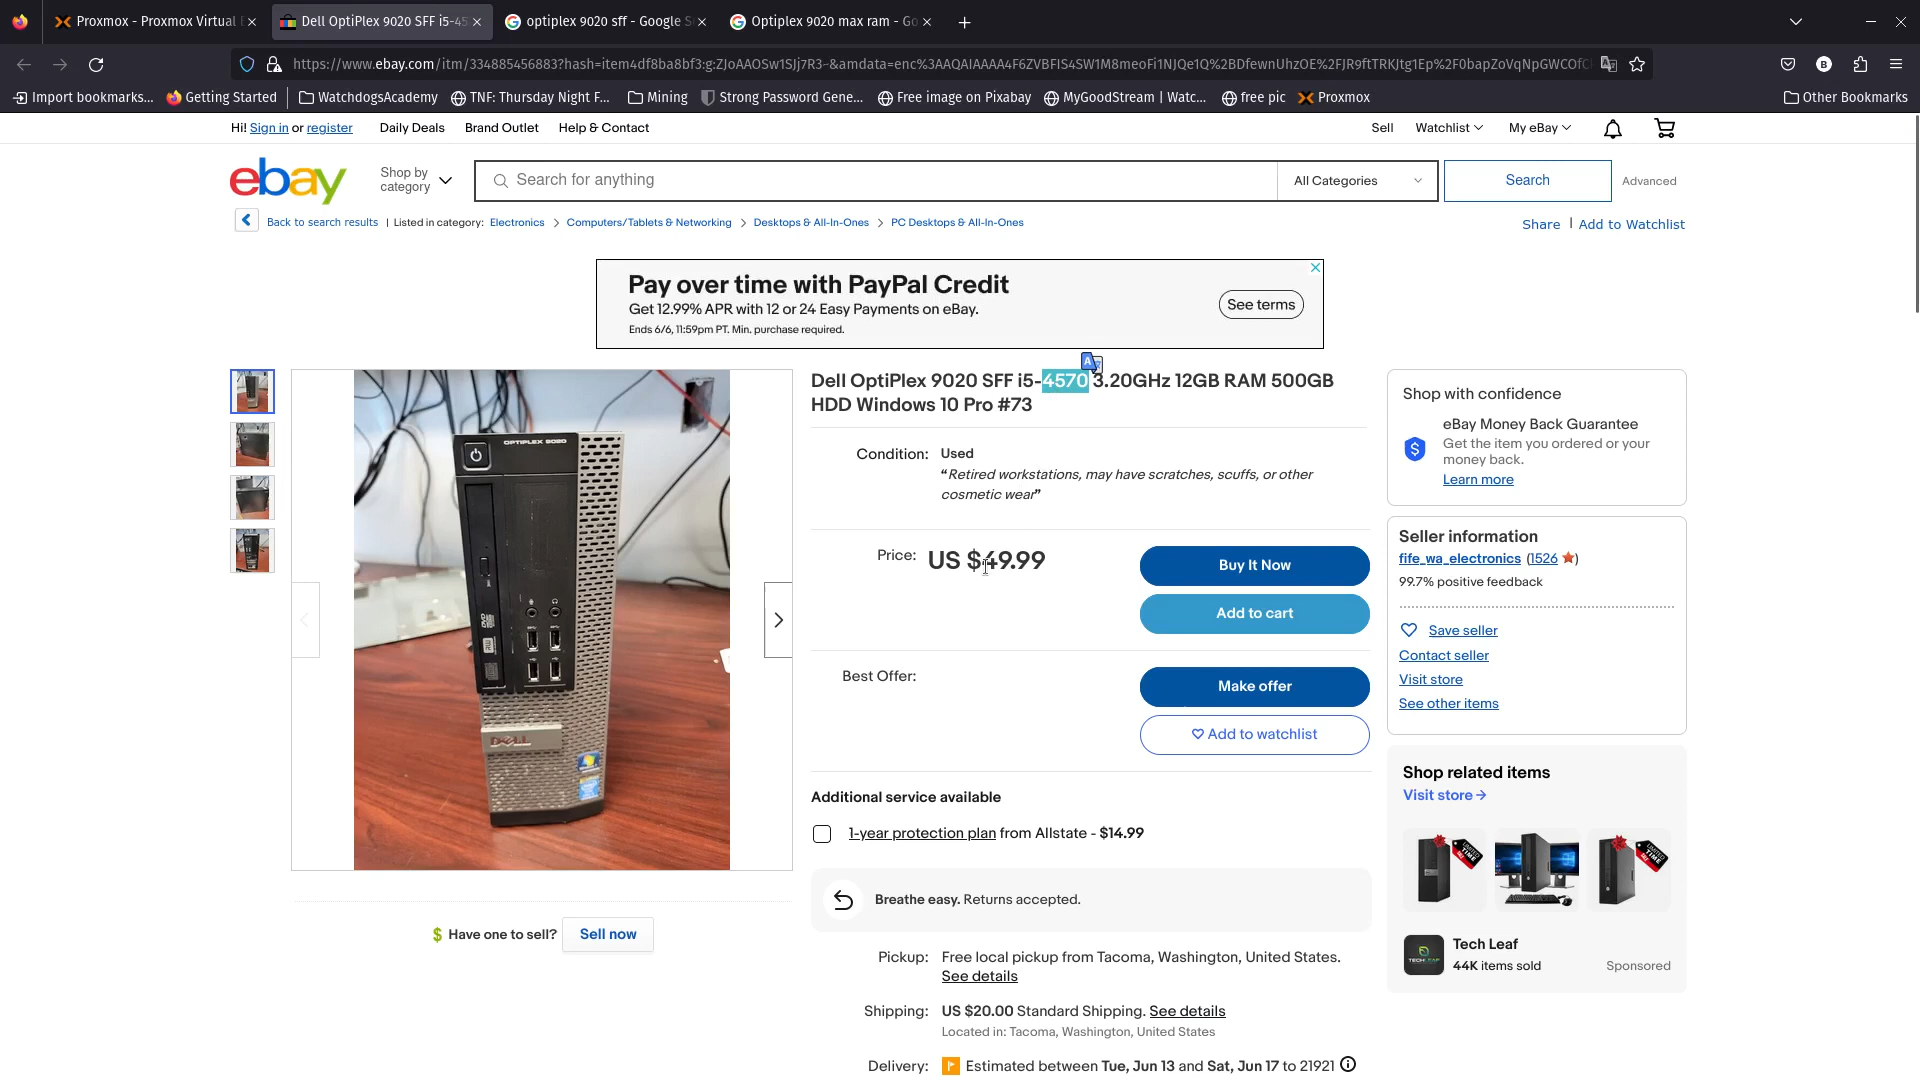 Proxmox - Proxmox Virtual E
Dell OptiPlex 9020 SFF i5-45
optiplex 9020 sff - Google S
Optiplex 9020 max ram - Go
https://www.ebay.com/itm/334885456883?hash=item4df8ba8bf3:g:ZJoAAOSw1SJj7R3~&amdata=enc%3AAQAIAAAA4F6ZVBFIS4SW1M8meoFi1NJQe1Q%2BDfewnUhzOE%2FJR9ftTRKJtg1Ep%2F0bapZoVqNpGWCOfC
Import bookmarks... Getting Started WatchdogsAcademy TNF: Thursday Night F... Mining Strong Password Gene... Free image on Pixabay MyGoodStream | Watc... free pic Proxmox Other Bookmarks
Hi! Sign in or register Daily Deals Brand Outlet Help & Contact Sell Watchlist My eBay
ebay Shop by category Search for anything All Categories Search Advanced
Back to search results | Listed in category: Electronics > Computers/Tablets & Networking > Desktops & All-In-Ones > PC Desktops & All-In-Ones Share | Add to Watchlist
Pay over time with PayPal Credit
Get 12.99% APR with 12 or 24 Easy Payments on eBay.
Ends 6/6, 11:59pm PT. Min. purchase required.
See terms
OPTIPLEX 9020
DELL
Have one to sell? Sell now
Dell OptiPlex 9020 SFF i5-4570 3.20GHz 12GB RAM 500GB
HDD Windows 10 Pro #73
Condition: Used
“Retired workstations, may have scratches, scuffs, or other
cosmetic wear”
Price: US $49.99
Buy It Now
Add to cart
Best Offer:
Make offer
Add to watchlist
Additional service available
1-year protection plan from Allstate - $14.99
Breathe easy. Returns accepted.
Pickup: Free local pickup from Tacoma, Washington, United States.
See details
Shipping: US $20.00 Standard Shipping. See details
Located in: Tacoma, Washington, United States
Delivery: Estimated between Tue, Jun 13 and Sat, Jun 17 to 21921
Shop with confidence
eBay Money Back Guarantee
Get the item you ordered or your
money back.
Learn more
Seller information
fife_wa_electronics (1526)
99.7% positive feedback
Save seller
Contact seller
Visit store
See other items
Shop related items
Visit store
LIMITED TIME
LIMITED TIME
TECH LEAF
Tech Leaf
44K items sold
Sponsored